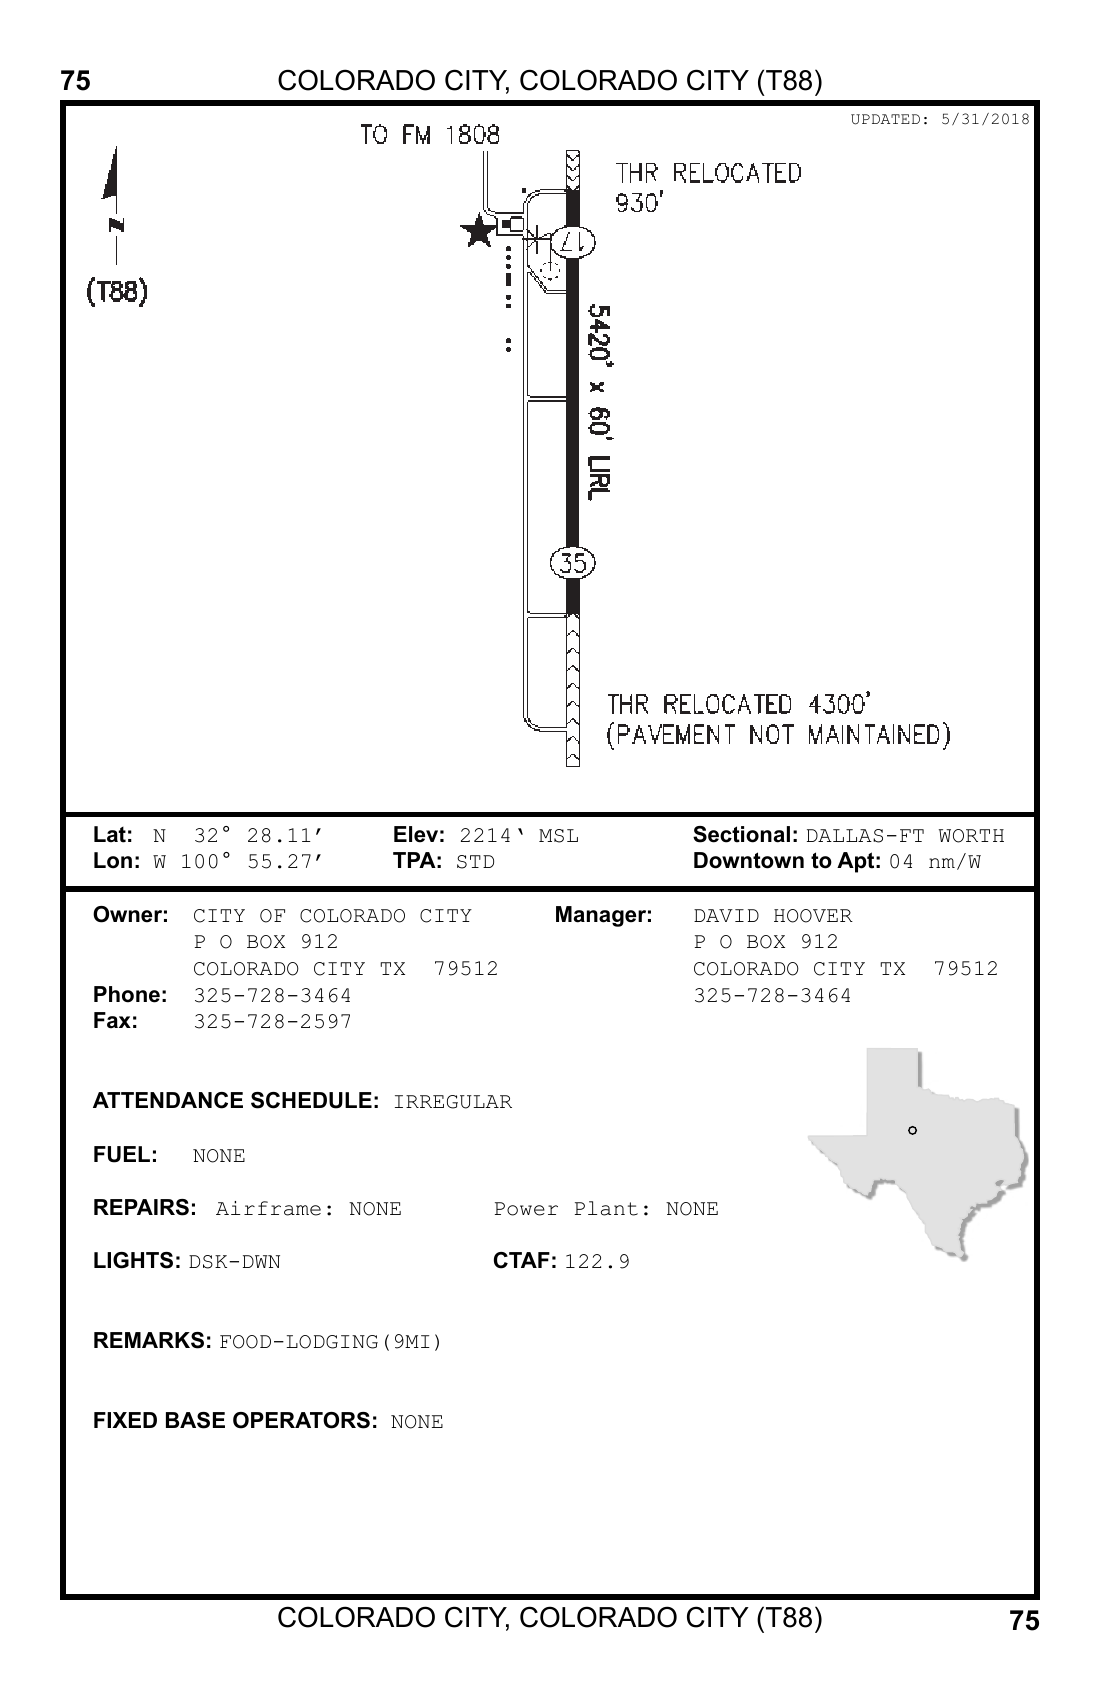 75 COLORADO CITY, COLORADO CITY (T88)
UPDATED: 5/31/2018
TO FM 1808
THR RELOCATED
930'
N
(T88)
17
5420' x 60' LIRL
35
THR RELOCATED 4300'
(PAVEMENT NOT MAINTAINED)
Lat: N 32° 28.11′ Elev: 2214‘ MSL Sectional: DALLAS-FT WORTH
Lon: W 100° 55.27′ TPA: STD Downtown to Apt: 04 nm/W
Owner: CITY OF COLORADO CITY Manager: DAVID HOOVER
P O BOX 912 P O BOX 912
COLORADO CITY TX 79512 COLORADO CITY TX 79512
Phone: 325-728-3464 325-728-3464
Fax: 325-728-2597
ATTENDANCE SCHEDULE: IRREGULAR
FUEL: NONE
REPAIRS: Airframe: NONE Power Plant: NONE
LIGHTS: DSK-DWN CTAF: 122.9
REMARKS: FOOD-LODGING(9MI)
FIXED BASE OPERATORS: NONE
COLORADO CITY, COLORADO CITY (T88) 75